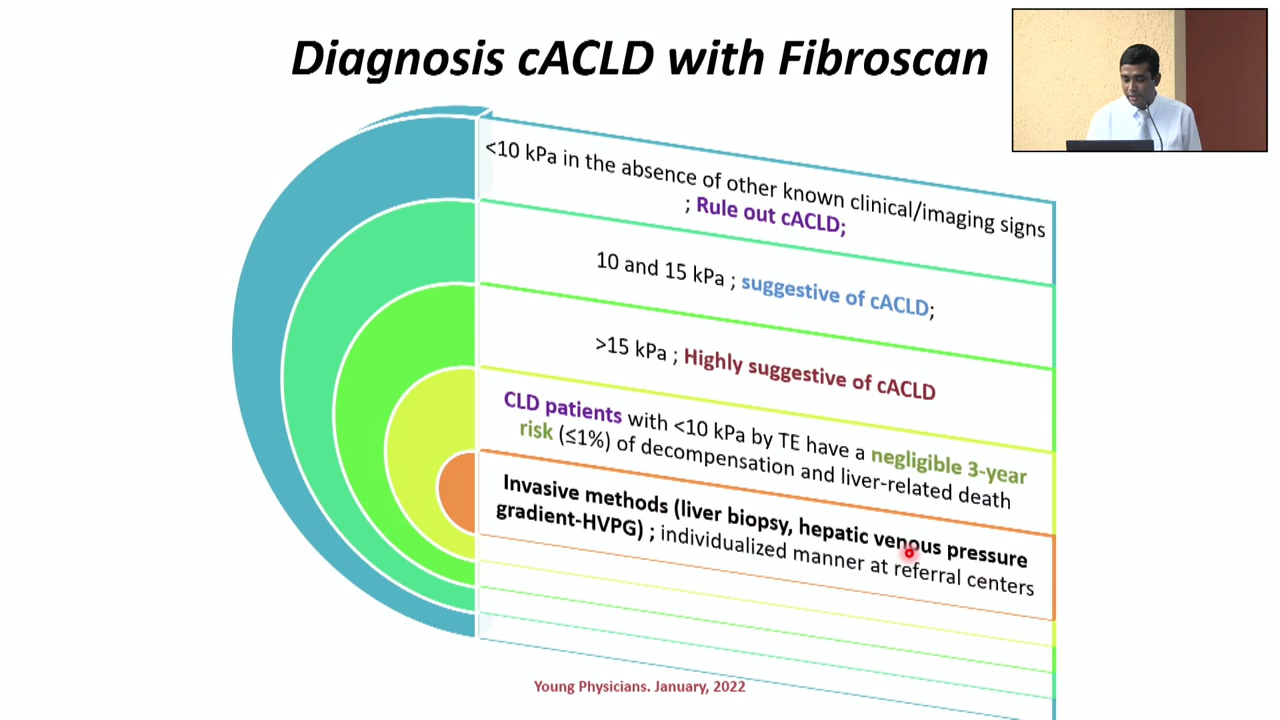 Diagnosis cACLD with Fibroscan
<10 kPa in the absence of other known clinical/imaging signs
; Rule out cACLD;
10 and 15 kPa ; suggestive of cACLD;
>15 kPa ; Highly suggestive of cACLD
CLD patients with <10 kPa by TE have a negligible 3-year
risk (≤1%) of decompensation and liver-related death
Invasive methods (liver biopsy, hepatic venous pressure
gradient-HVPG) ; individualized manner at referral centers
Young Physicians. January, 2022